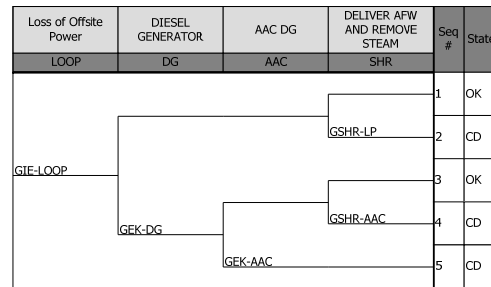 Loss of Offsite Power
DIESEL GENERATOR
AAC DG
DELIVER AFW AND REMOVE STEAM
Seq #
State
LOOP
DG
AAC
SHR
1
OK
GSHR-LP
2
CD
GIE-LOOP
3
OK
GSHR-AAC
4
CD
GEK-DG
GEK-AAC
5
CD